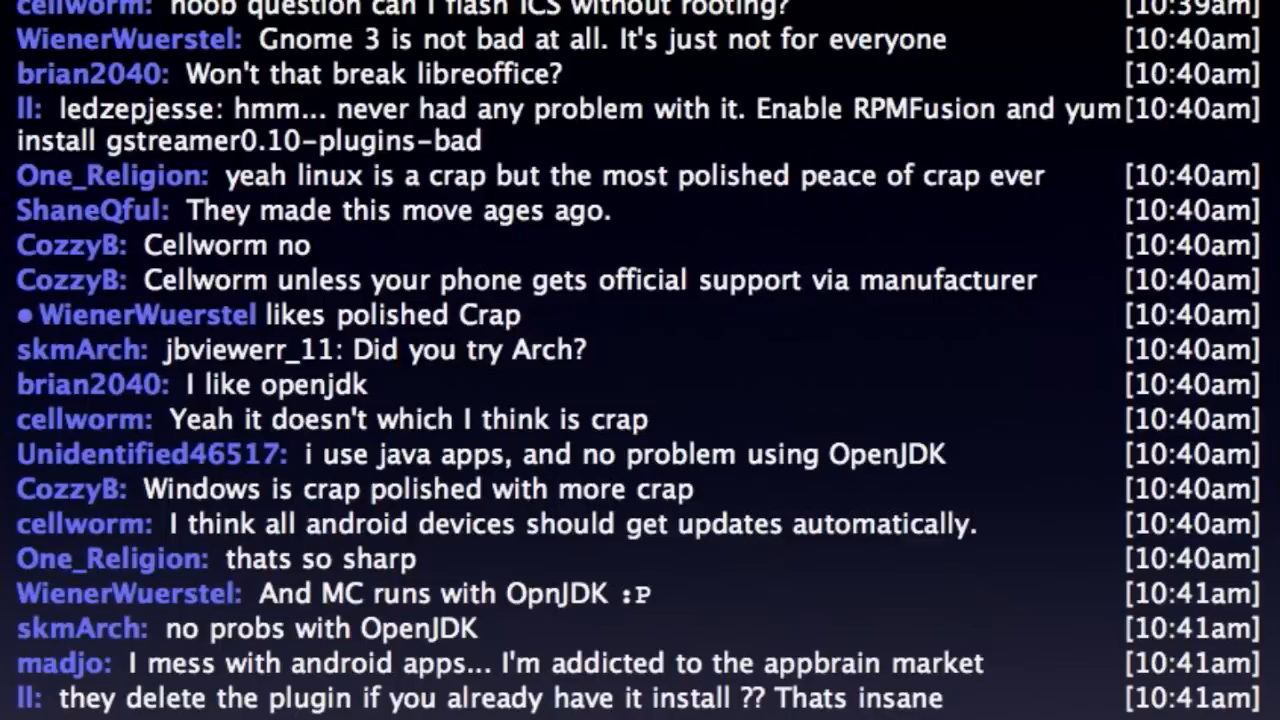 cellworm: noob question can I flash ICS without rooting? [10:39am]
WienerWuerstel: Gnome 3 is not bad at all. It's just not for everyone [10:40am]
brian2040: Won't that break libreoffice? [10:40am]
ll: ledzepjesse: hmm... never had any problem with it. Enable RPMFusion and yum [10:40am]
install gstreamer0.10-plugins-bad
One_Religion: yeah linux is a crap but the most polished peace of crap ever [10:40am]
ShaneQful: They made this move ages ago. [10:40am]
CozzyB: Cellworm no [10:40am]
CozzyB: Cellworm unless your phone gets official support via manufacturer [10:40am]
● WienerWuerstel likes polished Crap [10:40am]
skmArch: jbviewerr_11: Did you try Arch? [10:40am]
brian2040: I like openjdk [10:40am]
cellworm: Yeah it doesn't which I think is crap [10:40am]
Unidentified46517: i use java apps, and no problem using OpenJDK [10:40am]
CozzyB: Windows is crap polished with more crap [10:40am]
cellworm: I think all android devices should get updates automatically. [10:40am]
One_Religion: thats so sharp [10:40am]
WienerWuerstel: And MC runs with OpnJDK :P [10:41am]
skmArch: no probs with OpenJDK [10:41am]
madjo: I mess with android apps... I'm addicted to the appbrain market [10:41am]
ll: they delete the plugin if you already have it install ?? Thats insane [10:41am]